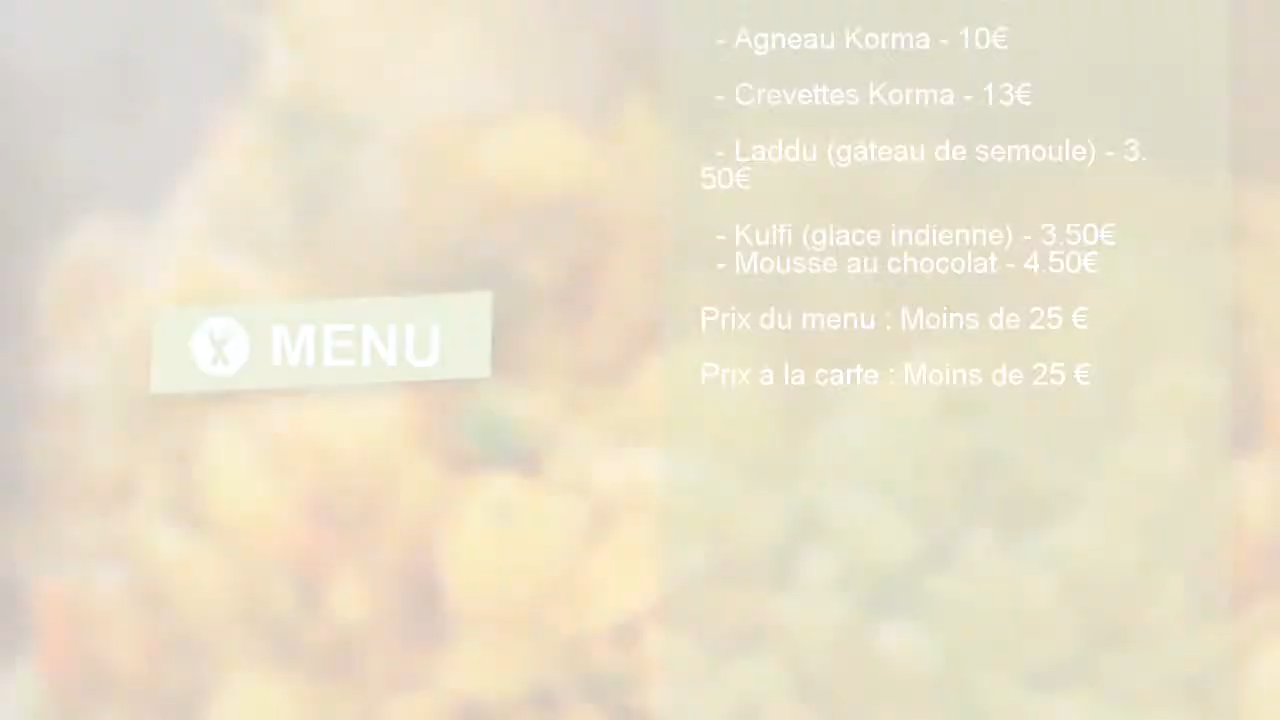 - Agneau Korma - 10€
- Crevettes Korma - 13€
- Laddu (gâteau de semoule) - 3.
50€
- Kulfi (glace indienne) - 3.50€
- Mousse au chocolat - 4.50€
MENU
Prix du menu : Moins de 25 €
Prix à la carte : Moins de 25 €